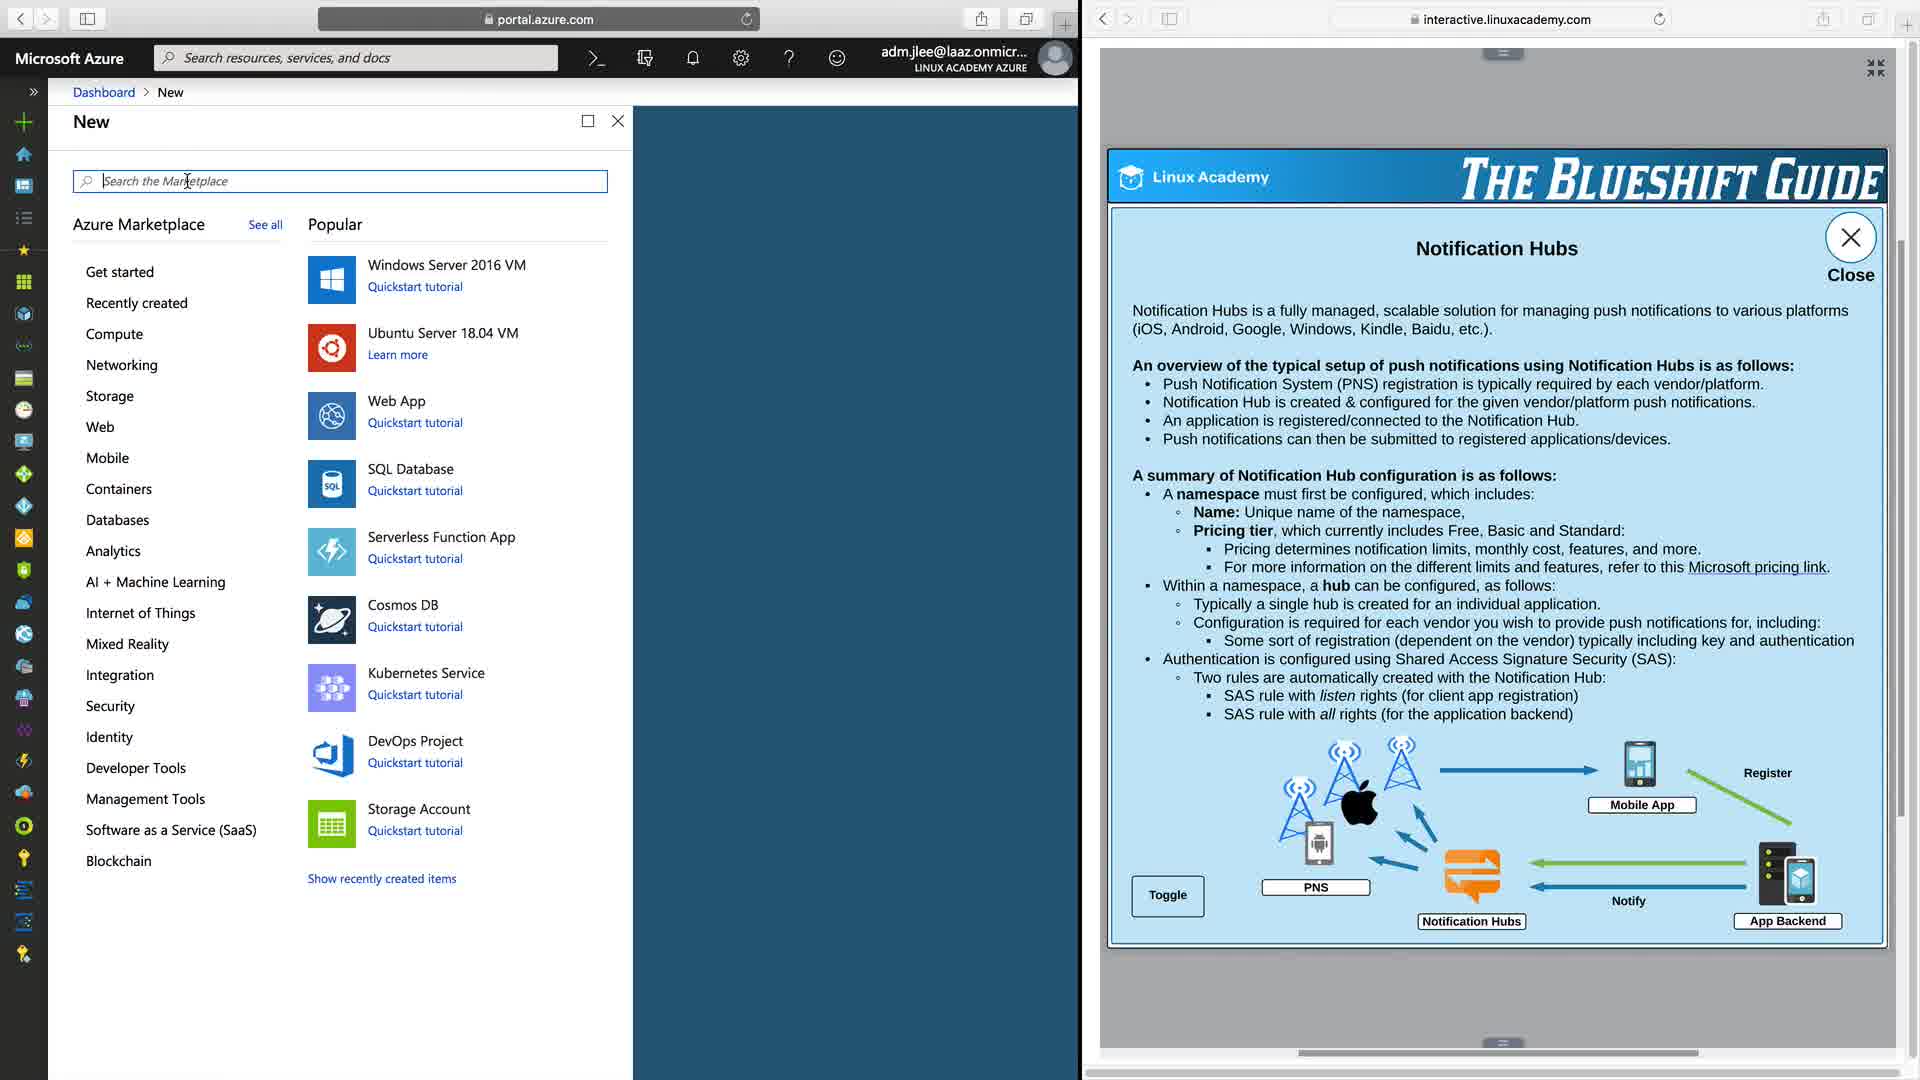 portal.azure.com
Microsoft Azure
Search resources, services, and docs
adm.jlee@laaz.onmicr...
LINUX ACADEMY AZURE
Dashboard > New
New
Search the Marketplace
Azure Marketplace
See all
Get started
Recently created
Compute
Networking
Storage
Web
Mobile
Containers
Databases
Analytics
AI + Machine Learning
Internet of Things
Mixed Reality
Integration
Security
Identity
Developer Tools
Management Tools
Software as a Service (SaaS)
Blockchain
Popular
Windows Server 2016 VM
Quickstart tutorial
Ubuntu Server 18.04 VM
Learn more
Web App
Quickstart tutorial
SQL Database
Quickstart tutorial
SQL
Serverless Function App
Quickstart tutorial
Cosmos DB
Quickstart tutorial
Kubernetes Service
Quickstart tutorial
DevOps Project
Quickstart tutorial
Storage Account
Quickstart tutorial
Show recently created items
interactive.linuxacademy.com
Linux Academy
THE BLUESHIFT GUIDE
Notification Hubs
Close
Notification Hubs is a fully managed, scalable solution for managing push notifications to various platforms
(iOS, Android, Google, Windows, Kindle, Baidu, etc.).
An overview of the typical setup of push notifications using Notification Hubs is as follows:
• Push Notification System (PNS) registration is typically required by each vendor/platform.
• Notification Hub is created & configured for the given vendor/platform push notifications.
• An application is registered/connected to the Notification Hub.
• Push notifications can then be submitted to registered applications/devices.
A summary of Notification Hub configuration is as follows:
• A namespace must first be configured, which includes:
◦ Name: Unique name of the namespace,
◦ Pricing tier, which currently includes Free, Basic and Standard:
▪ Pricing determines notification limits, monthly cost, features, and more.
▪ For more information on the different limits and features, refer to this Microsoft pricing link.
• Within a namespace, a hub can be configured, as follows:
◦ Typically a single hub is created for an individual application.
◦ Configuration is required for each vendor you wish to provide push notifications for, including:
▪ Some sort of registration (dependent on the vendor) typically including key and authentication
• Authentication is configured using Shared Access Signature Security (SAS):
◦ Two rules are automatically created with the Notification Hub:
▪ SAS rule with listen rights (for client app registration)
▪ SAS rule with all rights (for the application backend)
Register
Mobile App
PNS
Toggle
Notify
Notification Hubs
App Backend